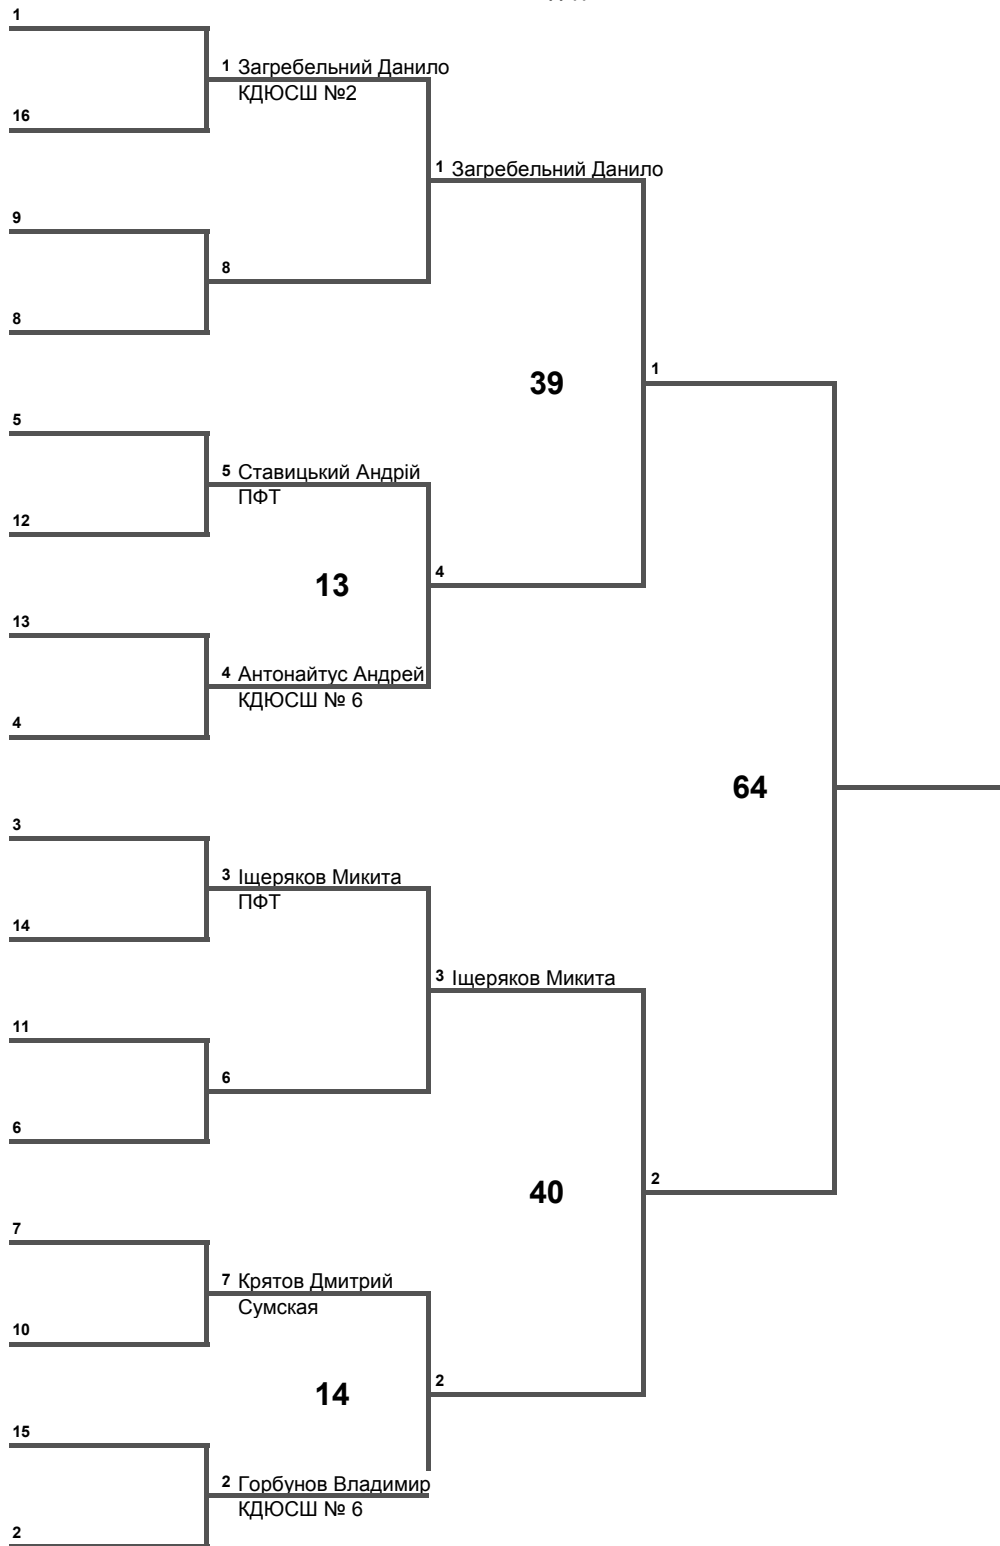 1
1 Загребельний Данило
КДЮСШ №2
16
1 Загребельний Данило
9
8
8
39
1
5
5 Ставицький Андрій
ПФТ
12
13
4
13
4 Антонайтус Андрей
КДЮСШ № 6
4
64
3
3 Іщеряков Микита
ПФТ
14
3 Іщеряков Микита
11
6
6
40
2
7
7 Крятов Дмитрий
Сумская
10
14
2
15
2 Горбунов Владимир
КДЮСШ № 6
2